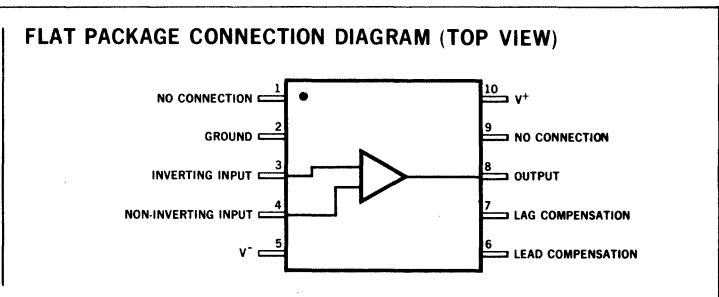 FLAT PACKAGE CONNECTION DIAGRAM (TOP VIEW)
NO CONNECTION 1
GROUND 2
INVERTING INPUT 3
NON-INVERTING INPUT 4
V⁻ 5
10 V⁺
9 NO CONNECTION
8 OUTPUT
7 LAG COMPENSATION
6 LEAD COMPENSATION